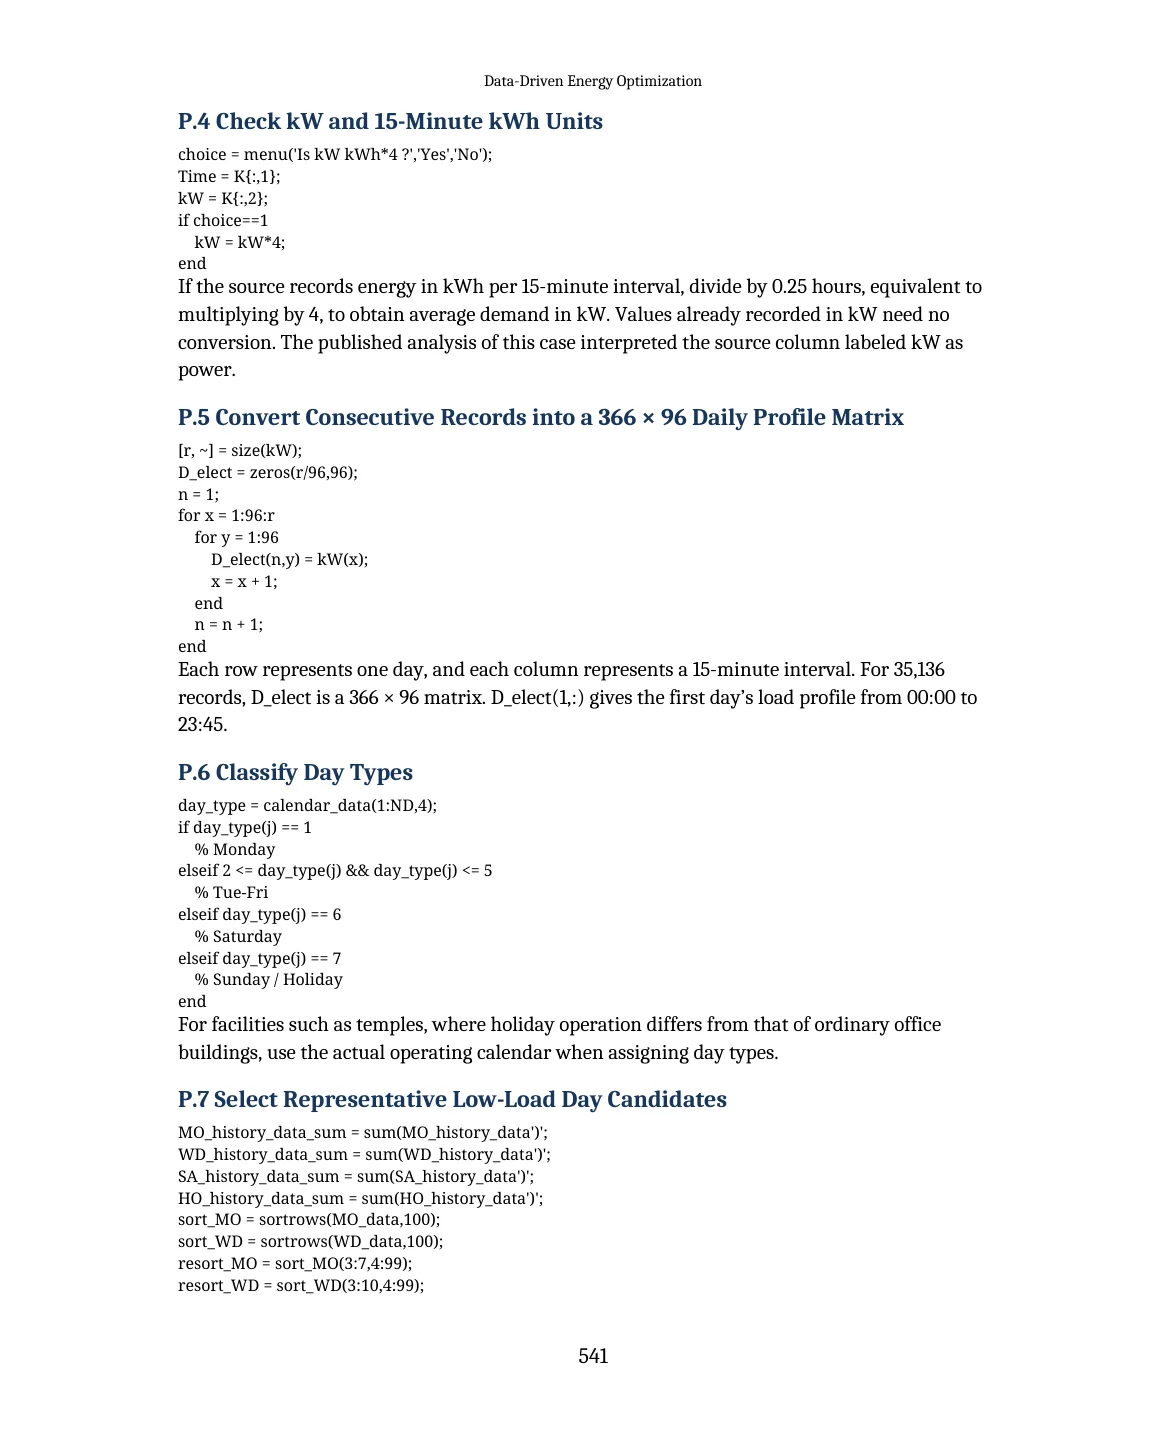 Data-Driven Energy Optimization
P.4 Check kW and 15-Minute kWh Units
choice = menu('Is kW kWh*4 ?','Yes','No');
Time = K{:,1};
kW = K{:,2};
if choice==1
    kW = kW*4;
end
If the source records energy in kWh per 15-minute interval, divide by 0.25 hours, equivalent to
multiplying by 4, to obtain average demand in kW. Values already recorded in kW need no
conversion. The published analysis of this case interpreted the source column labeled kW as
power.
P.5 Convert Consecutive Records into a 366 × 96 Daily Profile Matrix
[r, ~] = size(kW);
D_elect = zeros(r/96,96);
n = 1;
for x = 1:96:r
    for y = 1:96
        D_elect(n,y) = kW(x);
        x = x + 1;
    end
    n = n + 1;
end
Each row represents one day, and each column represents a 15-minute interval. For 35,136
records, D_elect is a 366 × 96 matrix. D_elect(1,:) gives the first day’s load profile from 00:00 to
23:45.
P.6 Classify Day Types
day_type = calendar_data(1:ND,4);
if day_type(j) == 1
    % Monday
elseif 2 <= day_type(j) && day_type(j) <= 5
    % Tue-Fri
elseif day_type(j) == 6
    % Saturday
elseif day_type(j) == 7
    % Sunday / Holiday
end
For facilities such as temples, where holiday operation differs from that of ordinary office
buildings, use the actual operating calendar when assigning day types.
P.7 Select Representative Low-Load Day Candidates
MO_history_data_sum = sum(MO_history_data')';
WD_history_data_sum = sum(WD_history_data')';
SA_history_data_sum = sum(SA_history_data')';
HO_history_data_sum = sum(HO_history_data')';
sort_MO = sortrows(MO_data,100);
sort_WD = sortrows(WD_data,100);
resort_MO = sort_MO(3:7,4:99);
resort_WD = sort_WD(3:10,4:99);
541